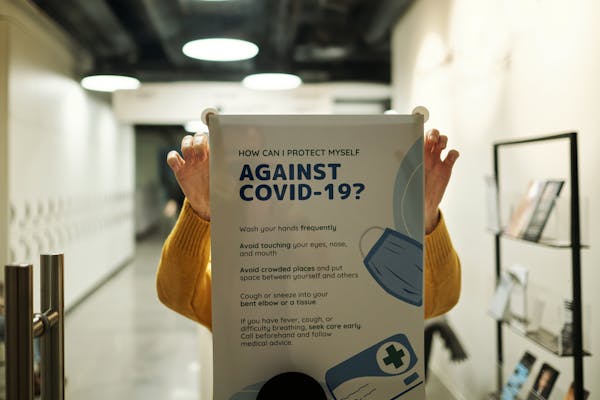 HOW CAN I PROTECT MYSELF
AGAINST
COVID-19?
Wash your hands frequently
Avoid touching your eyes, nose,
and mouth
Avoid crowded places and put
space between yourself and others
Cough or sneeze into your
bent elbow or a tissue
If you have fever, cough, or
difficulty breathing, seek care early.
Call beforehand and follow
medical advice.